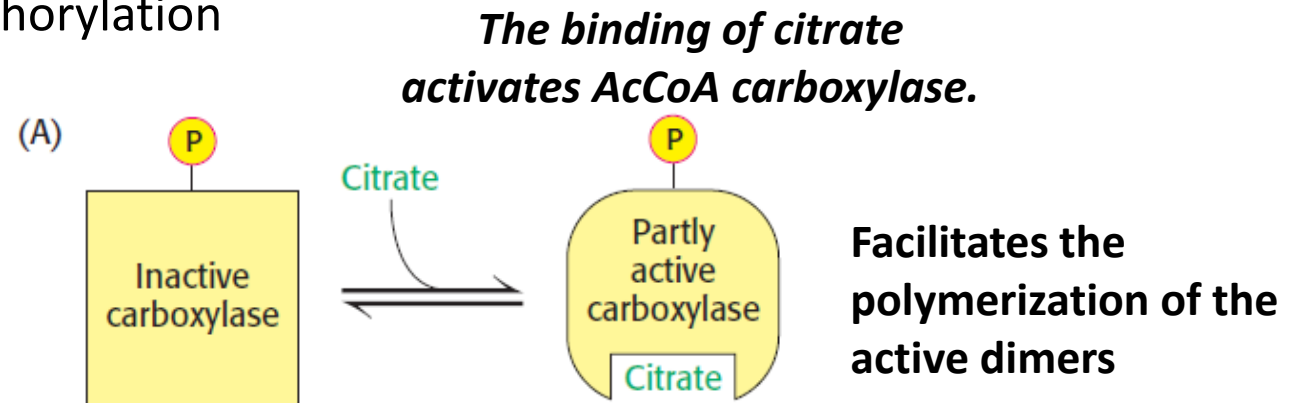 horylation
The binding of citrate
activates AcCoA carboxylase.
(A)
P
P
Citrate
Inactive
carboxylase
Partly
active
carboxylase
Citrate
Facilitates the
polymerization of the
active dimers